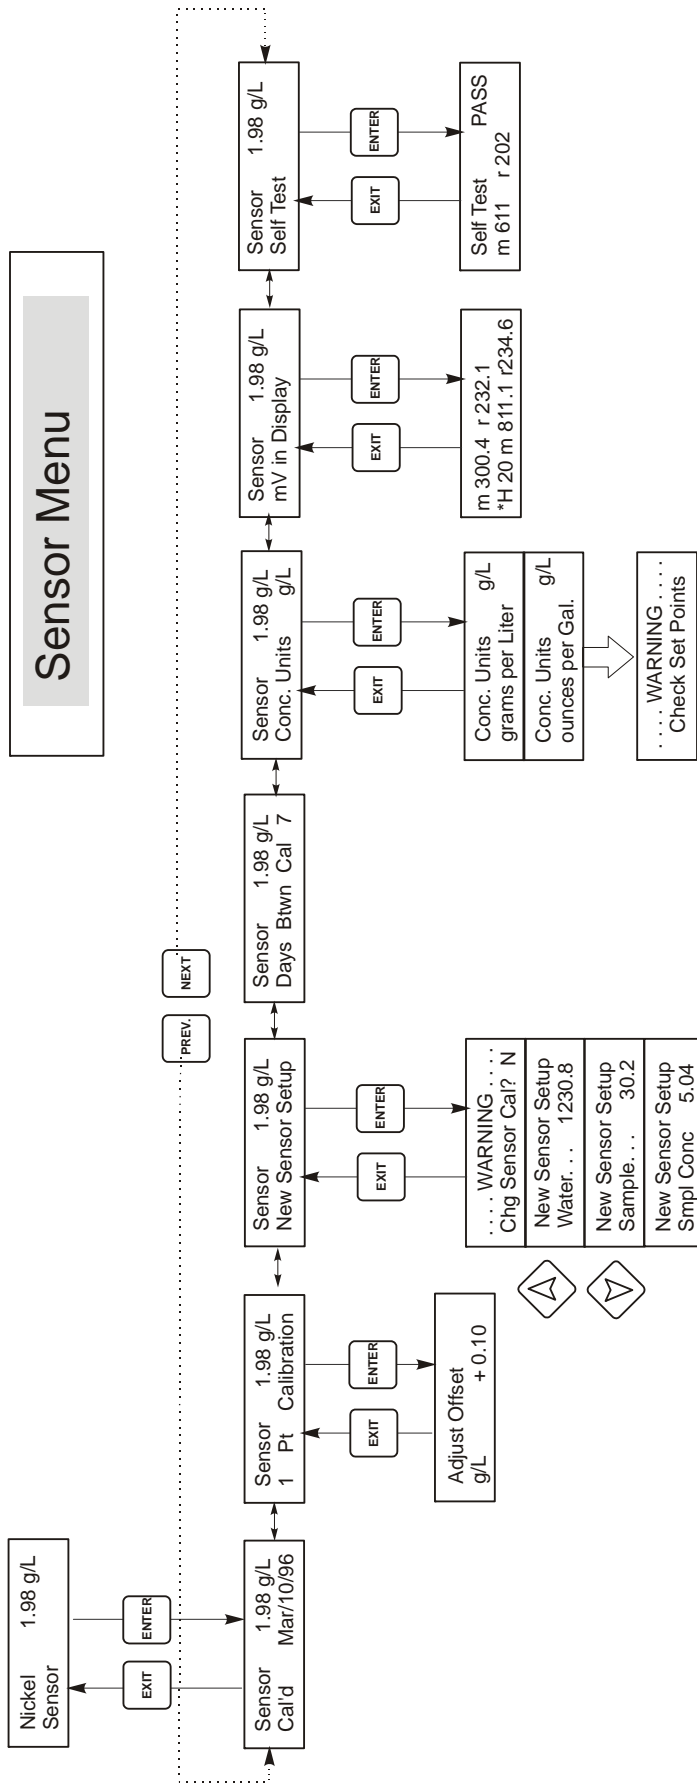 Sensor Menu
Nickel 1.98 g/L
Sensor
EXIT
ENTER
PREV.
NEXT
Sensor 1.98 g/L
Cal'd Mar/10/96
Sensor 1.98 g/L
1 Pt Calibration
EXIT
ENTER
Adjust Offset
g/L + 0.10
Sensor 1.98 g/L
New Sensor Setup
EXIT
ENTER
. . . . WARNING . . . .
Chg Sensor Cal? N
New Sensor Setup
Water. . . 1230.8
New Sensor Setup
Sample. . . 30.2
New Sensor Setup
Smpl Conc 5.04
Sensor 1.98 g/L
Days Btwn Cal 7
Sensor 1.98 g/L
Conc. Units g/L
EXIT
ENTER
Conc. Units g/L
grams per Liter
Conc. Units g/L
ounces per Gal.
. . . . WARNING . . . .
Check Set Points
Sensor 1.98 g/L
mV in Display
EXIT
ENTER
m 300.4 r 232.1
*H 20 m 811.1 r234.6
Sensor 1.98 g/L
Self Test
EXIT
ENTER
Self Test PASS
m 611 r 202